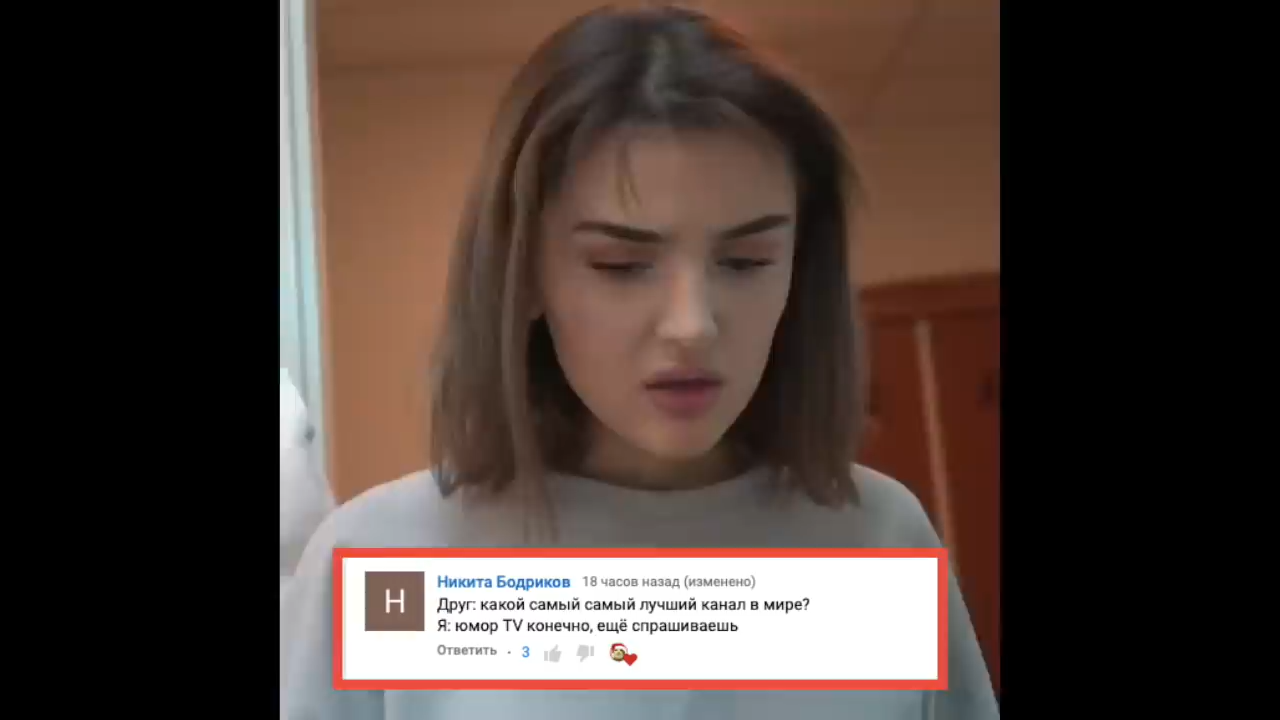 Н
Никита Бодриков 18 часов назад (изменено)
Друг: какой самый самый лучший канал в мире?
Я: юмор TV конечно, ещё спрашиваешь
Ответить · 3